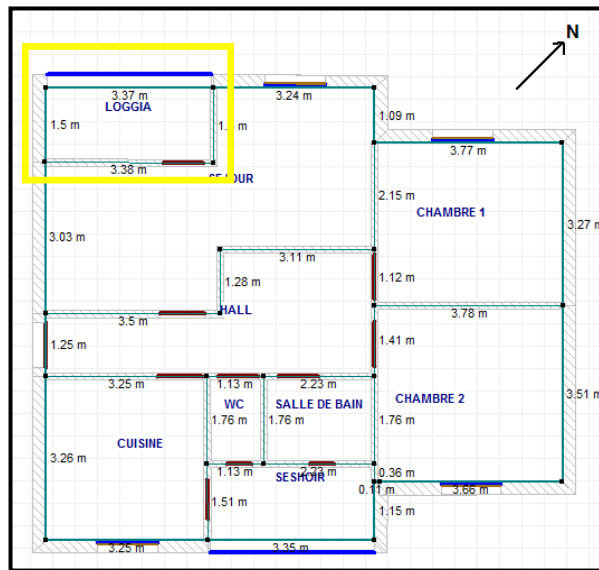 N
3.37 m
LOGGIA
3.24 m
1.5 m
1.09 m
3.38 m
3.77 m
2.15 m
CHAMBRE 1
3.03 m
3.27 m
3.11 m
1.28 m
1.12 m
HALL
3.5 m
3.78 m
1.25 m
1.41 m
3.25 m
1.13 m
2.23 m
CHAMBRE 2
3.51 m
WC
SALLE DE BAIN
1.76 m
1.76 m
1.76 m
CUISINE
3.26 m
1.13 m
2.23 m
0.36 m
SESHOIR
0.11 m
3.66 m
1.51 m
1.15 m
3.25 m
3.35 m